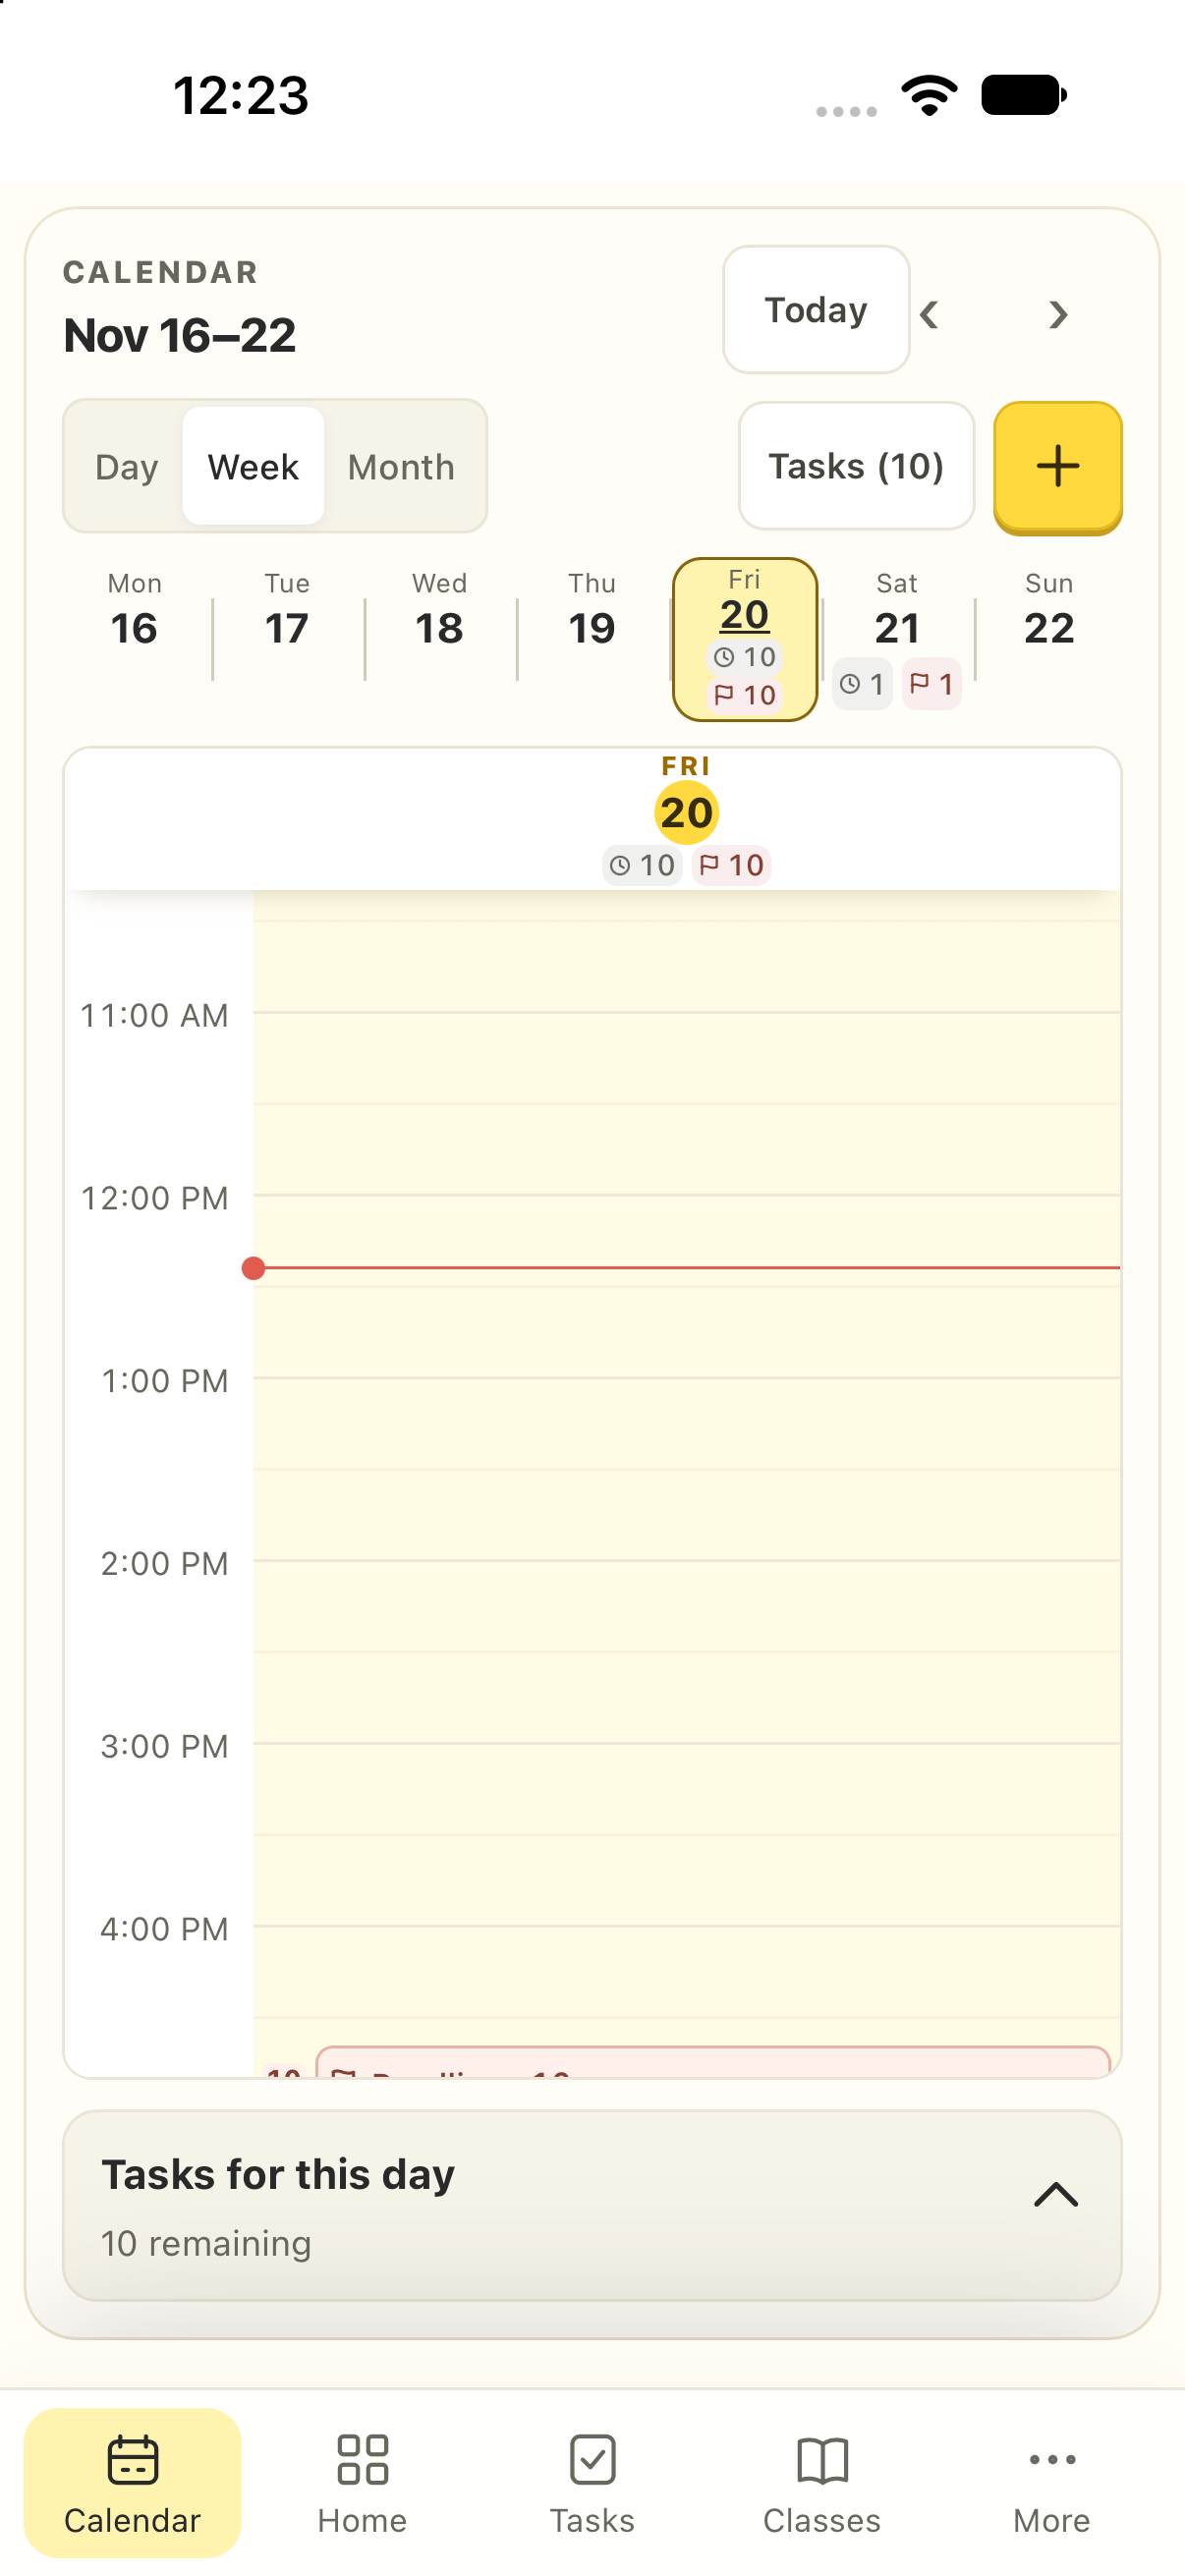 12:23
CALENDAR
Nov 16–22
Today
Day Week Month
Tasks (10)
Mon Tue Wed Thu Fri Sat Sun
16 17 18 19 20 21 22
10
10
1 1
FRI
20
10 10
11:00 AM
12:00 PM
1:00 PM
2:00 PM
3:00 PM
4:00 PM
Tasks for this day
10 remaining
Calendar Home Tasks Classes More